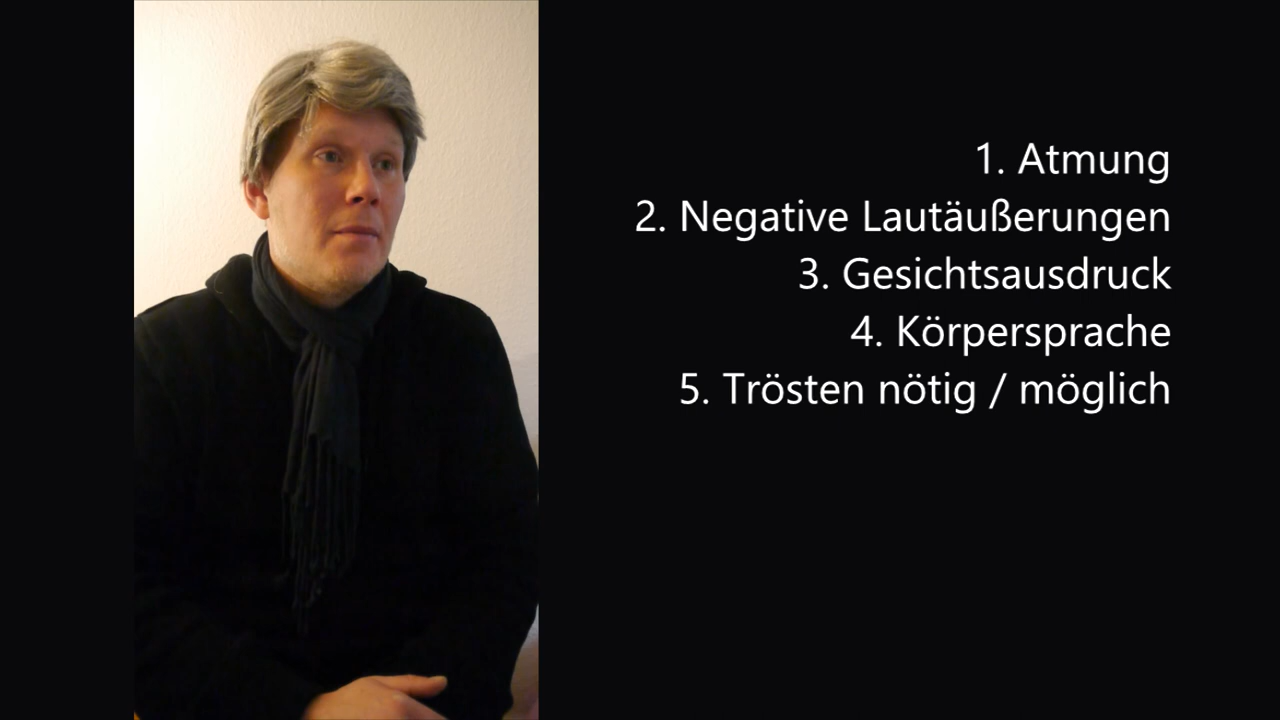 1. Atmung
2. Negative Lautäußerungen
3. Gesichtsausdruck
4. Körpersprache
5. Trösten nötig / möglich